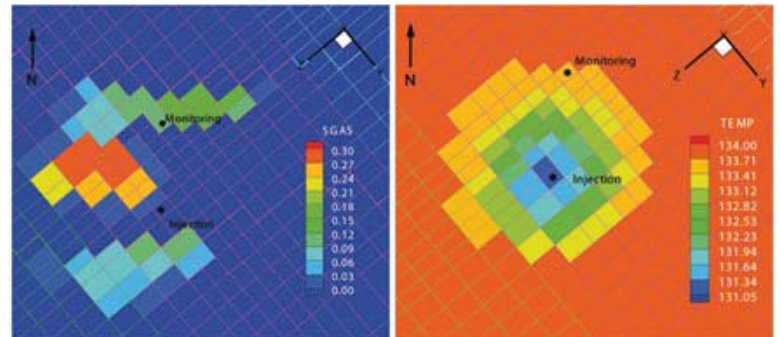 N
Z
Y
Monitoring
Injection
SGAS
0.30
0.27
0.24
0.21
0.18
0.15
0.12
0.09
0.06
0.03
0.00
N
X
Z
Y
Monitoring
Injection
TEMP
134.00
133.71
133.41
133.12
132.82
132.53
132.23
131.94
131.64
131.34
131.05